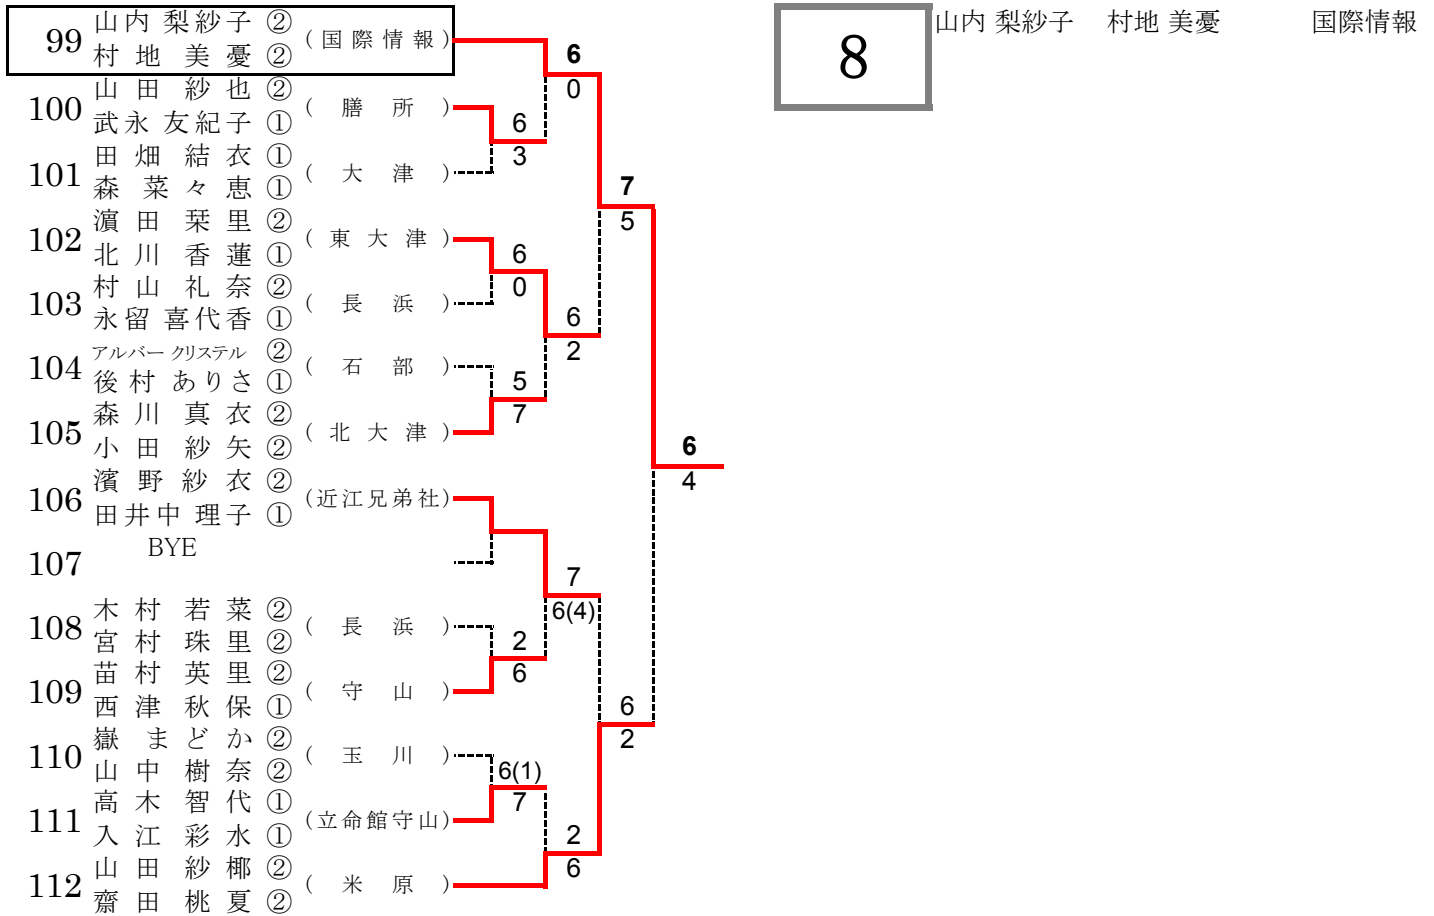 99 山内 梨紗子 ② (国際情報)
村地 美憂 ②
100 山田 紗也 ② (膳所)
武永 友紀子 ①
101 田畑 結衣 ① (大津)
森 菜々恵 ①
102 濵田 栞里 ② (東大津)
北川 香蓮 ①
103 村山 礼奈 ② (長浜)
永留 喜代香 ①
104 アルバー クリステル ② (石部)
後村 ありさ ①
105 森川 真衣 ② (北大津)
小田 紗矢 ②
106 濱野 紗衣 ② (近江兄弟社)
田井中 理子 ①
107 BYE
108 木村 若菜 ② (長浜)
宮村 珠里 ②
109 苗村 英里 ② (守山)
西津 秋保 ①
110 嶽 まどか ② (玉川)
山中 樹奈 ②
111 高木 智代 ① (立命館守山)
入江 彩水 ①
112 山田 紗椰 ② (米原)
齋田 桃夏 ②
6
3
6
0
5
7
2
6
6(1)
7
6
0
6
2
7
6(4)
2
6
7
5
6
2
6
4
8 山内 梨紗子 村地 美憂 国際情報